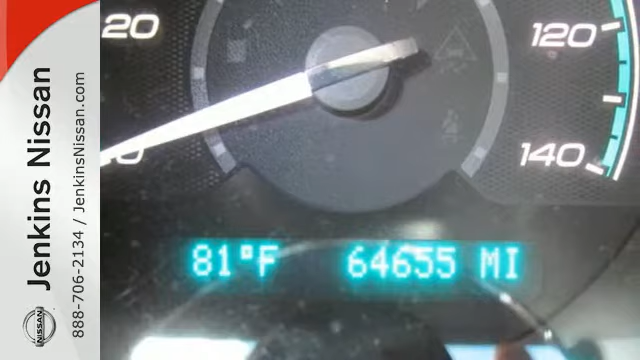 20
120
140
81°F 64655 MI
Jenkins Nissan
888-706-2134 / JenkinsNissan.com
NISSAN